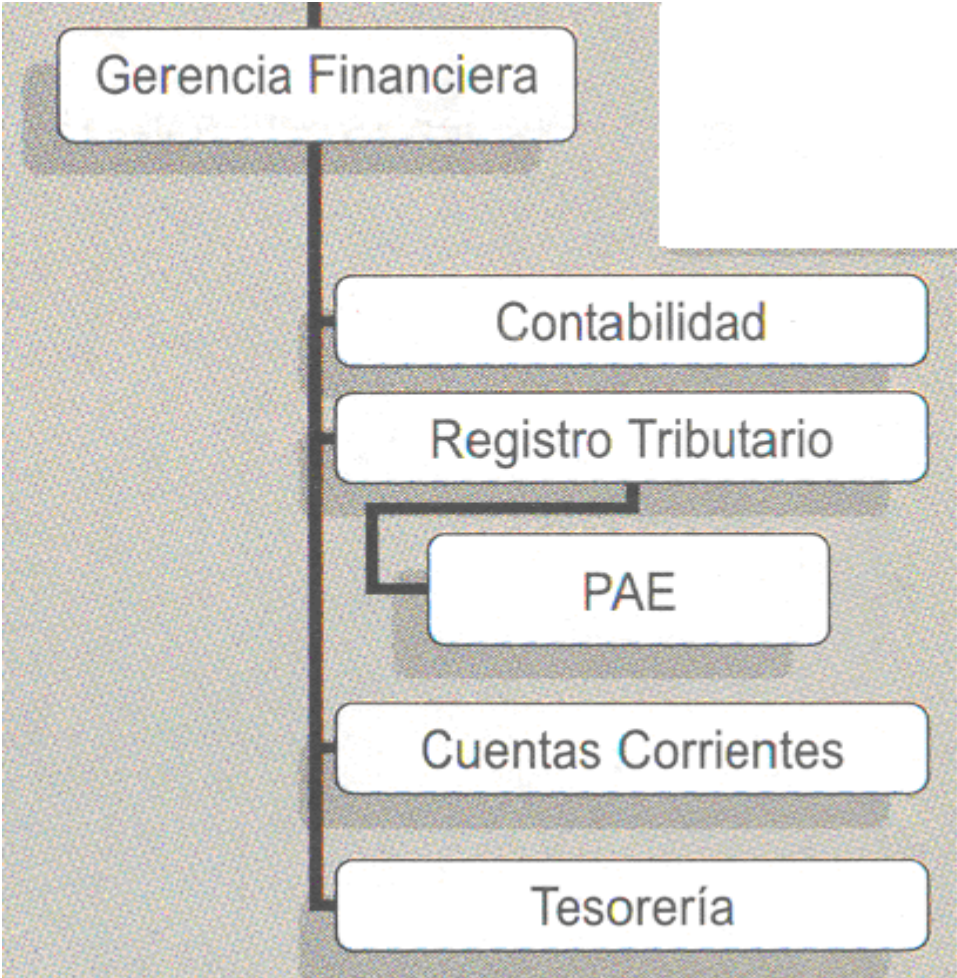 Gerencia Financiera
Contabilidad
Registro Tributario
PAE
Cuentas Corrientes
Tesorería